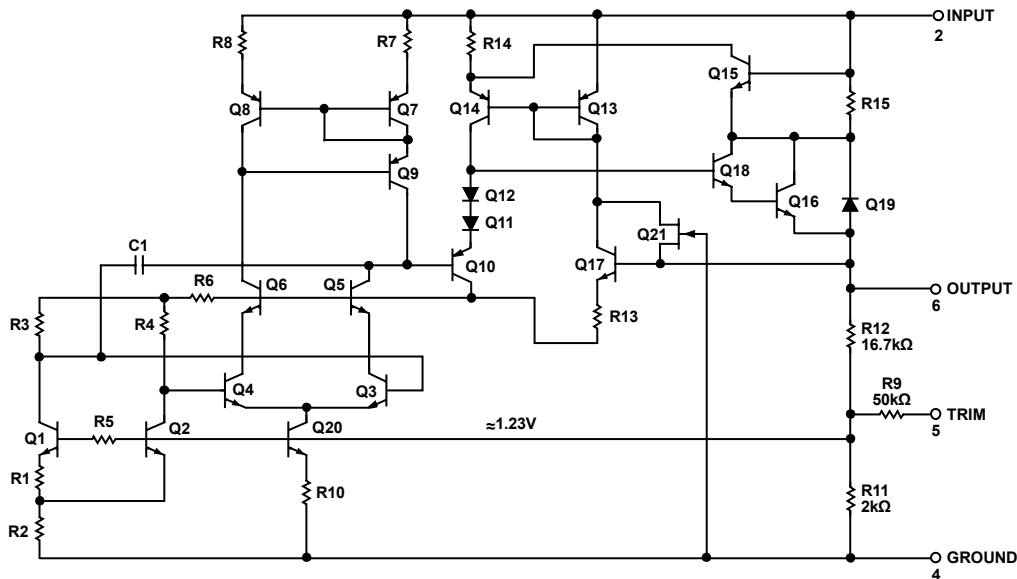 INPUT
2
R8
R7
R14
Q15
Q8
Q7
Q14
Q13
R15
Q9
Q18
Q12
Q16
Q19
Q11
Q21
C1
Q10
Q17
R6
Q6
Q5
OUTPUT
6
R3
R4
R13
R12
16.7kΩ
Q4
Q3
R9
50kΩ
TRIM
5
R5
≈1.23V
Q1
Q2
Q20
R1
R10
R11
2kΩ
R2
GROUND
4